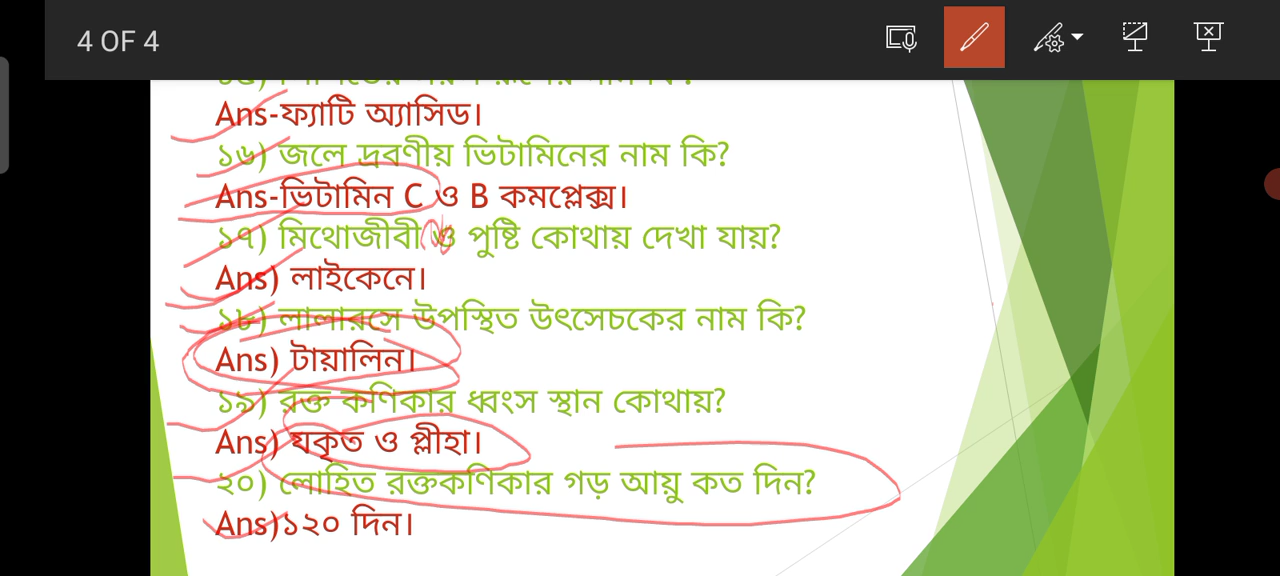 4 OF 4
Ans-ফ্যাটি অ্যাসিড।
১৬) জলে দ্রবণীয় ভিটামিনের নাম কি?
Ans-ভিটামিন C ও B কমপ্লেক্স।
১৭) মিথোজীবী ও পুষ্টি কোথায় দেখা যায়?
Ans) লাইকেনে।
১৮) লালারসে উপস্থিত উৎসেচকের নাম কি?
Ans) টায়ালিন।
১৯) রক্ত কণিকার ধ্বংস স্থান কোথায়?
Ans) যকৃত ও প্লীহা।
২০) লোহিত রক্তকণিকার গড় আয়ু কত দিন?
Ans)১২০ দিন।